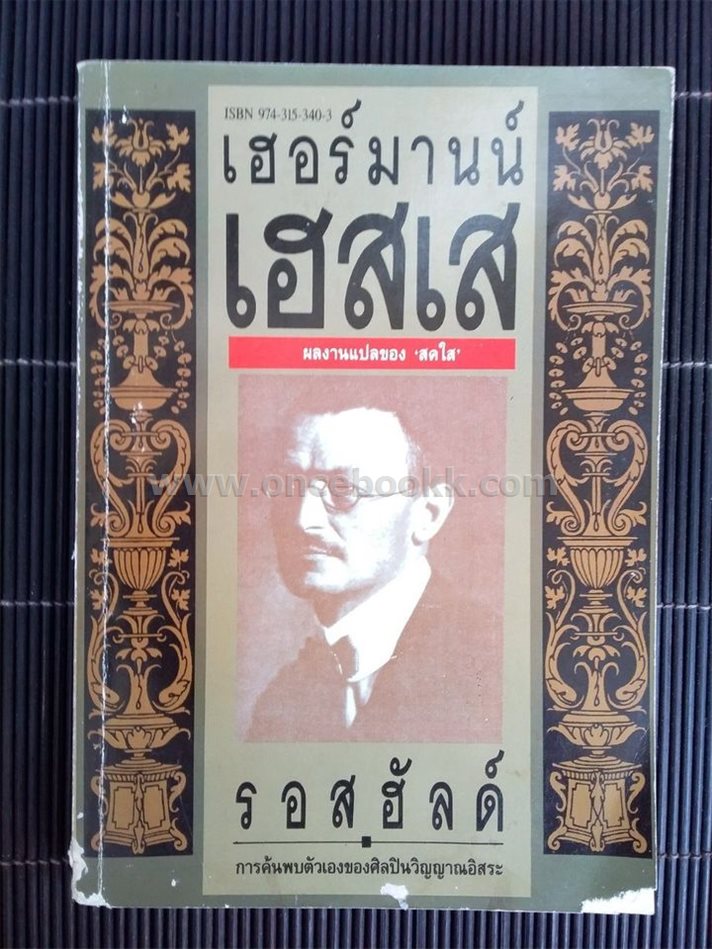 ISBN 974-315-340-3
เฮอร์มานน์
เฮสเส
ผลงานแปลของ 'สดใส'
www.oncebookk.com
รอสฮัลด์
การค้นพบตัวเองของศิลปินวิญญาณอิสระ